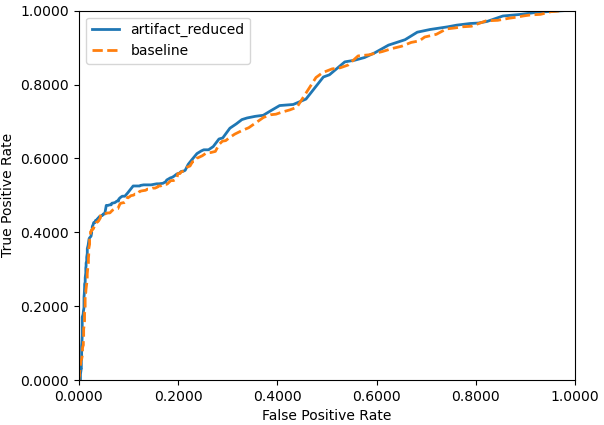 1.0000
0.8000
0.6000
0.4000
0.2000
0.0000
True Positive Rate
artifact_reduced
baseline
0.0000 0.2000 0.4000 0.6000 0.8000 1.0000
False Positive Rate